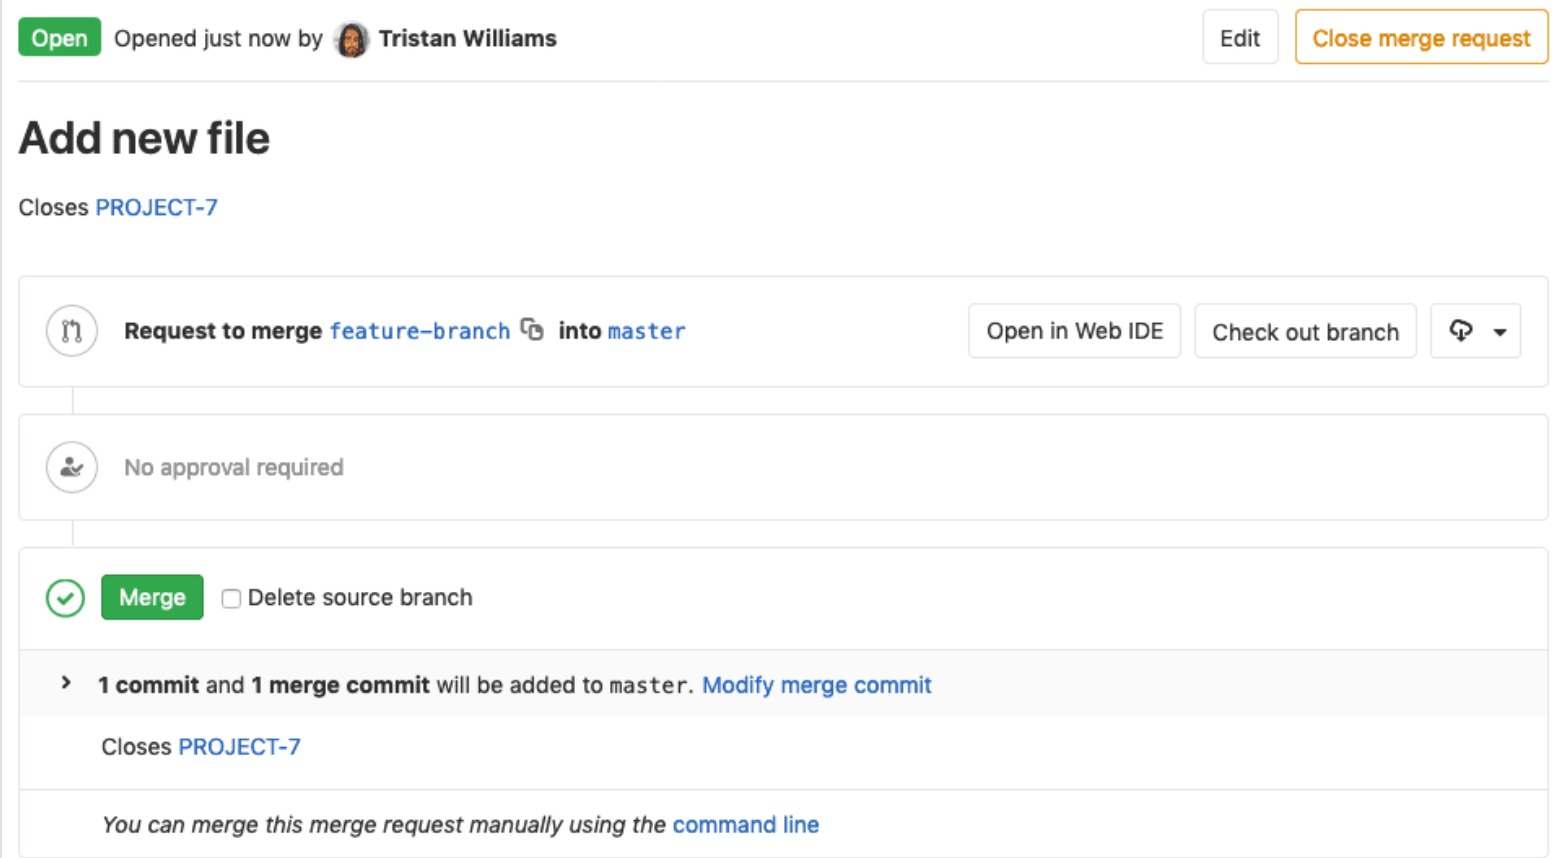 Open Opened just now by Tristan Williams Edit Close merge request
Add new file
Closes PROJECT-7
Request to merge feature-branch into master Open in Web IDE Check out branch
No approval required
Merge Delete source branch
1 commit and 1 merge commit will be added to master. Modify merge commit
Closes PROJECT-7
You can merge this merge request manually using the command line